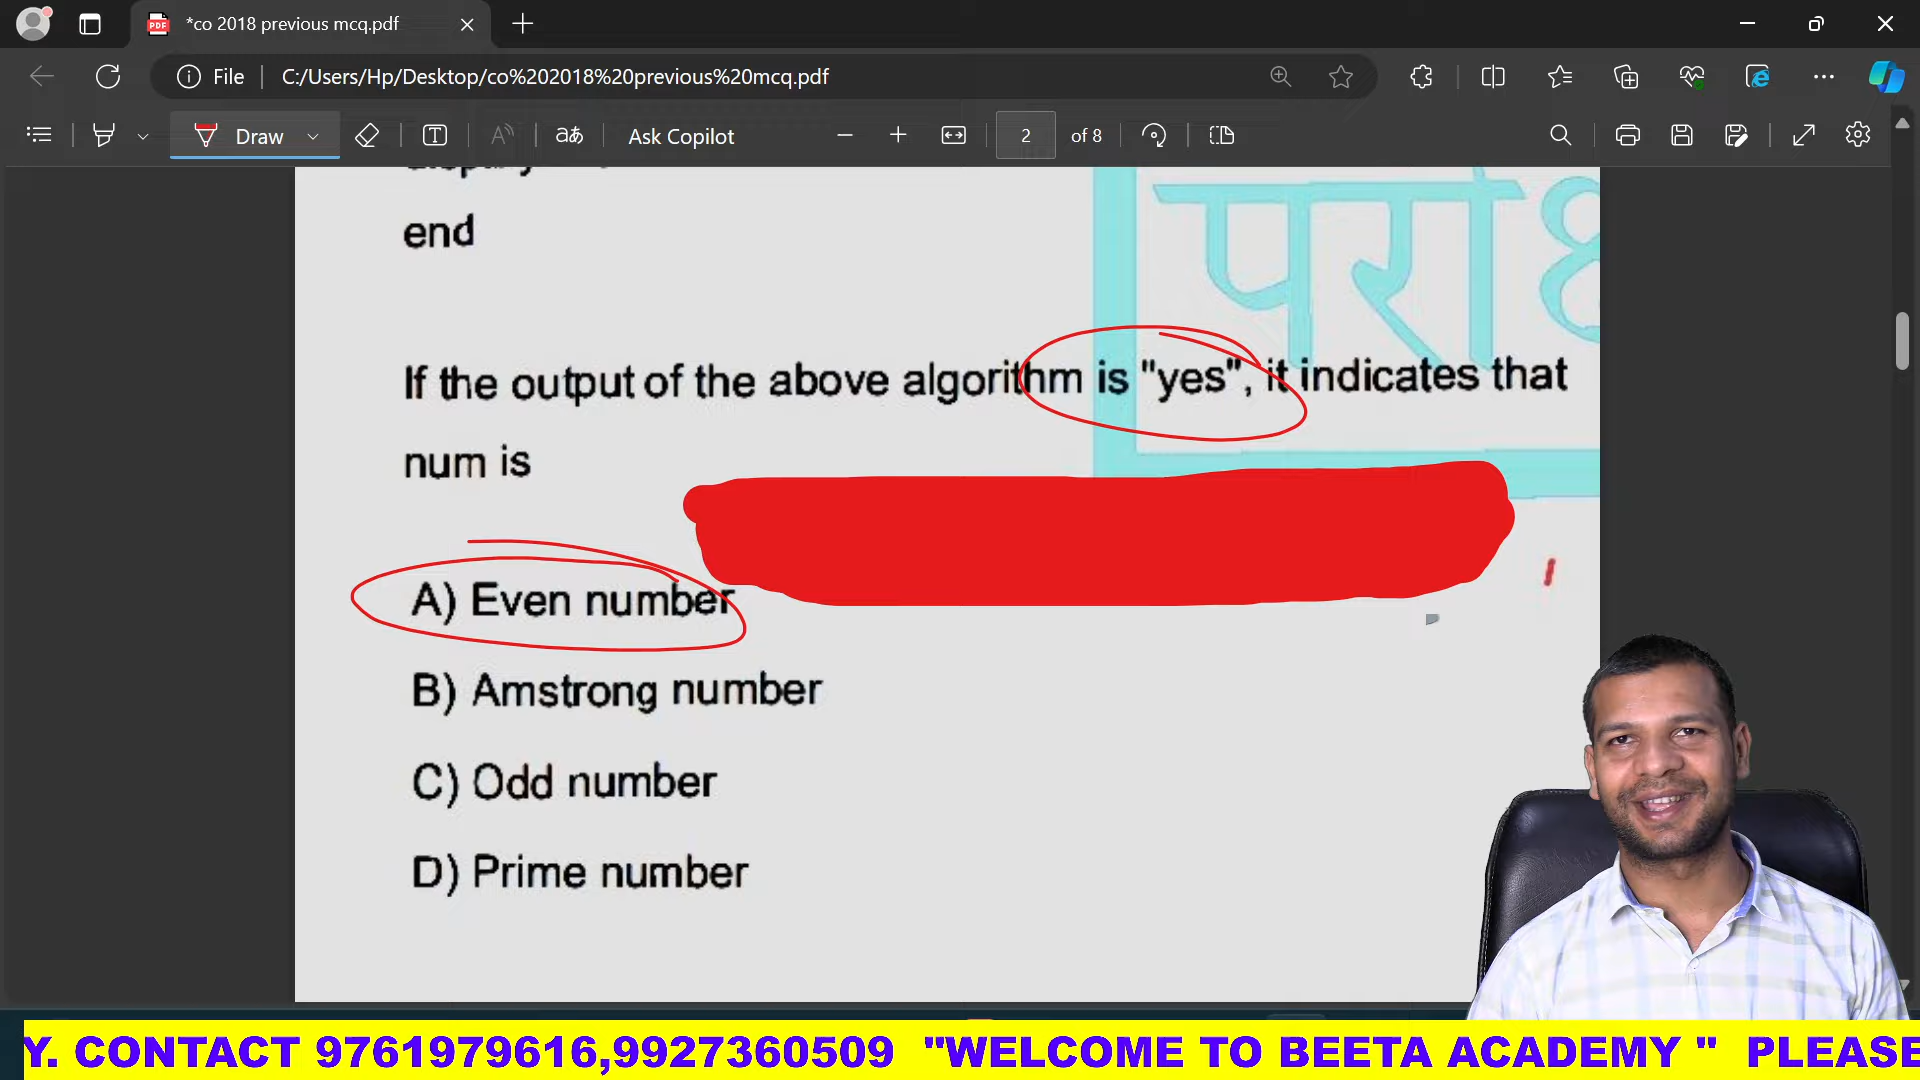 *co 2018 previous mcq.pdf
File
C:/Users/Hp/Desktop/co%202018%20previous%20mcq.pdf
Draw
Ask Copilot
2 of 8
end
If the output of the above algorithm is "yes", it indicates that
num is
A) Even number
B) Amstrong number
C) Odd number
D) Prime number
Y. CONTACT 9761979616,9927360509 "WELCOME TO BEETA ACADEMY " PLEASE